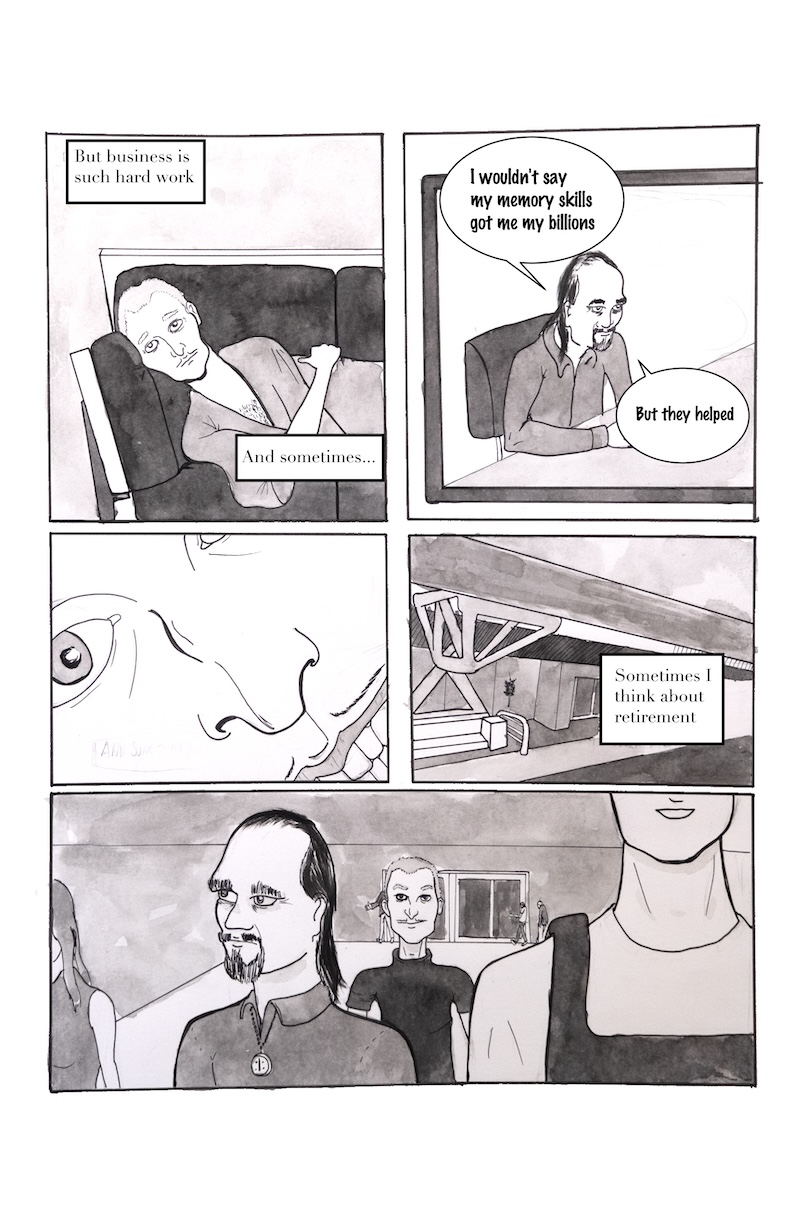 But business is
such hard work
And sometimes...
I wouldn't say
my memory skills
got me my billions
But they helped
Sometimes I
think about
retirement